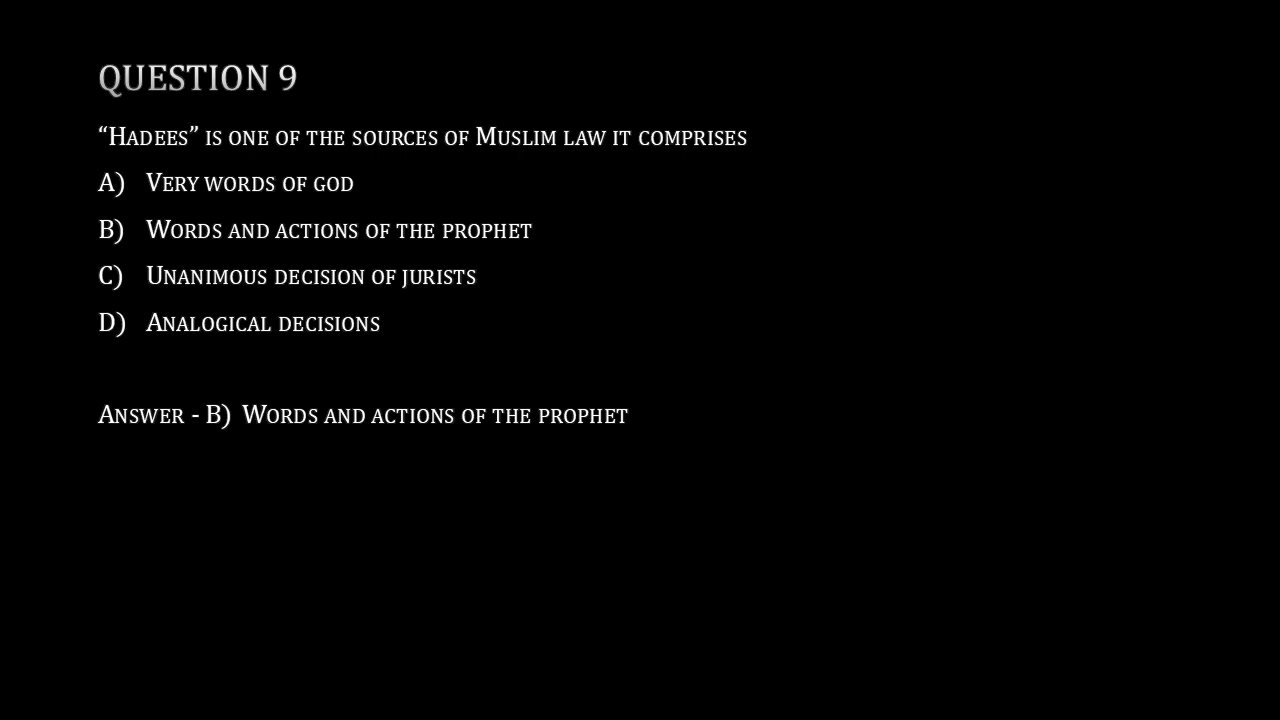 QUESTION 9
“Hadees” is one of the sources of Muslim law it comprises
A) Very words of god
B) Words and actions of the prophet
C) Unanimous decision of jurists
D) Analogical decisions
Answer - B) Words and actions of the prophet